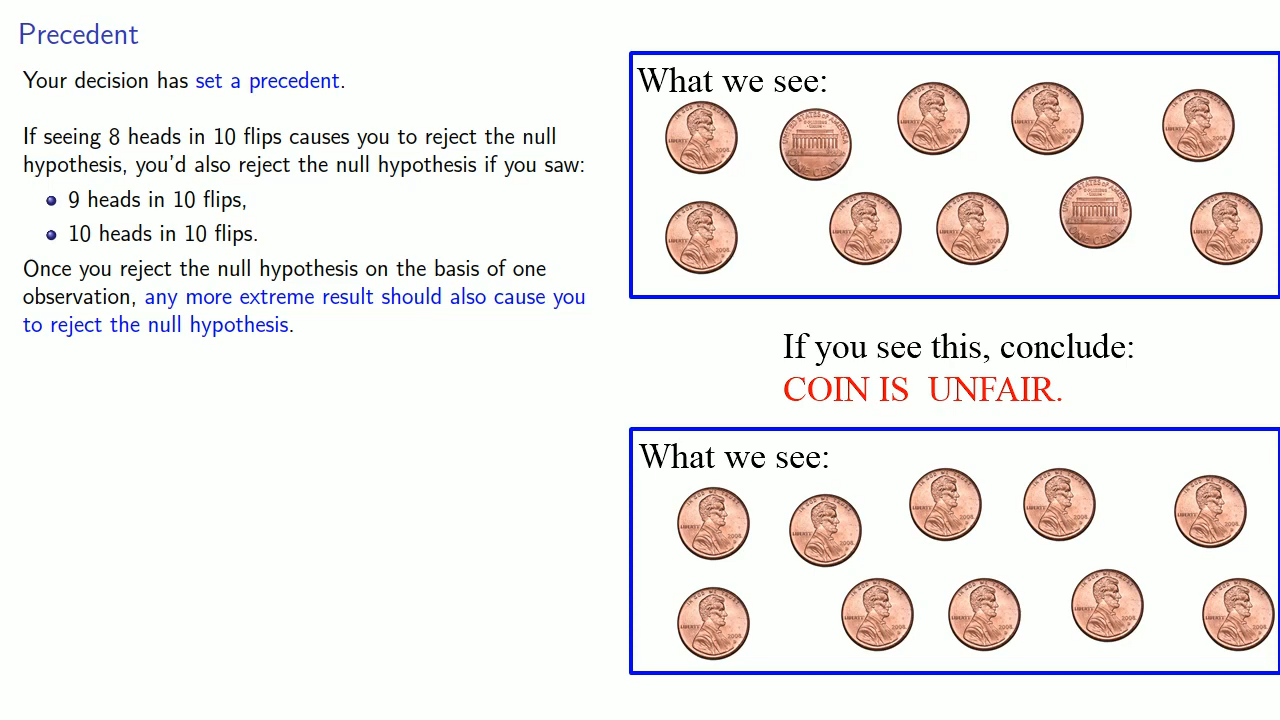 Precedent
Your decision has set a precedent.
If seeing 8 heads in 10 flips causes you to reject the null
hypothesis, you'd also reject the null hypothesis if you saw:
9 heads in 10 flips,
10 heads in 10 flips.
Once you reject the null hypothesis on the basis of one
observation, any more extreme result should also cause you
to reject the null hypothesis.
What we see:
If you see this, conclude:
COIN IS UNFAIR.
What we see: